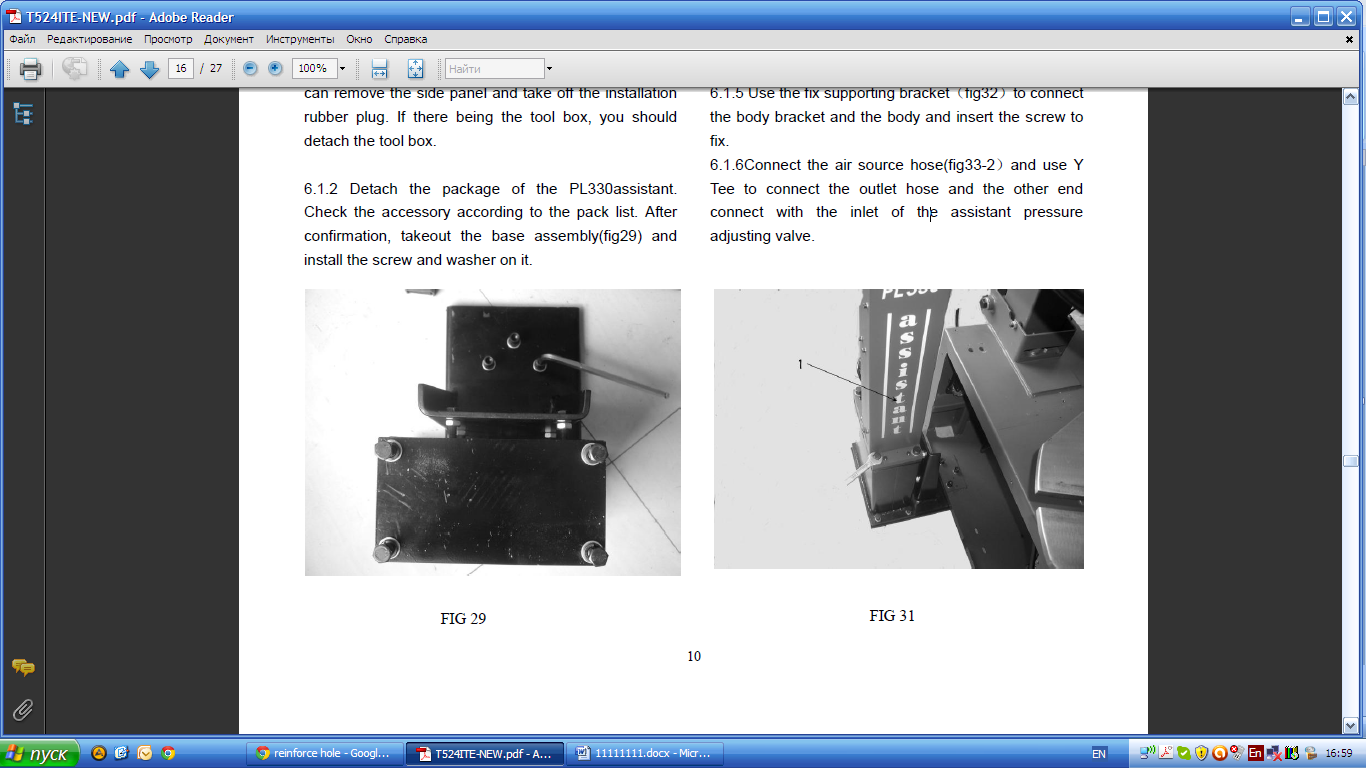 T524ITE-NEW.pdf - Adobe Reader
Файл Редактирование Просмотр Документ Инструменты Окно Справка
16 / 27 100% Найти
can remove the side panel and take off the installation
rubber plug. If there being the tool box, you should
detach the tool box.
6.1.2 Detach the package of the PL330assistant.
Check the accessory according to the pack list. After
confirmation, takeout the base assembly(fig29) and
install the screw and washer on it.
FIG 29
6.1.5 Use the fix supporting bracket（fig32）to connect
the body bracket and the body and insert the screw to
fix.
6.1.6Connect the air source hose(fig33-2）and use Y
Tee to connect the outlet hose and the other end
connect with the inlet of the assistant pressure
adjusting valve.
1
assistant
FIG 31
10
пуск
reinforce hole - Googl...
T524ITE-NEW.pdf - A...
11111111.docx - Micr...
EN
En
16:59